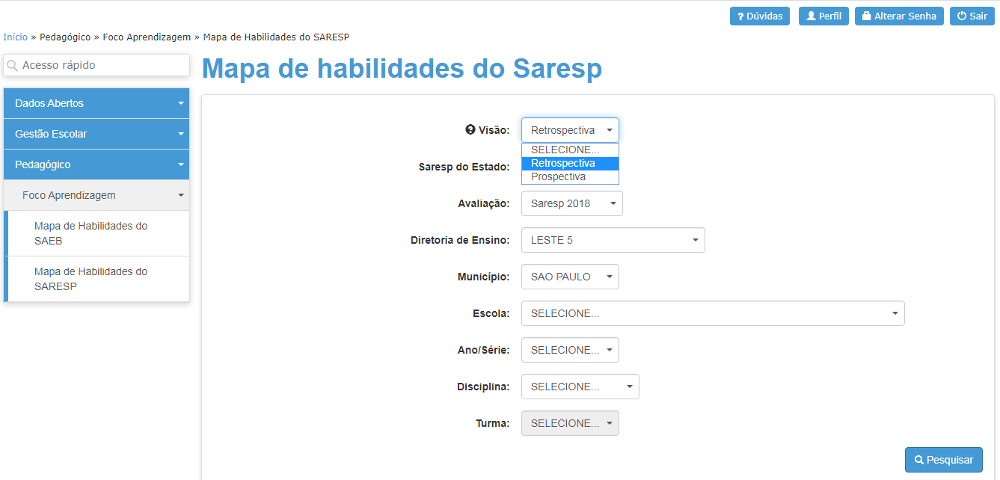 Dúvidas Perfil Alterar Senha Sair
Início » Pedagógico » Foco Aprendizagem » Mapa de Habilidades do SARESP
Acesso rápido
Dados Abertos
Gestão Escolar
Pedagógico
Foco Aprendizagem
Mapa de Habilidades do
SAEB
Mapa de Habilidades do
SARESP
Mapa de habilidades do Saresp
Visão: Retrospectiva
SELECIONE...
Retrospectiva
Prospectiva
Saresp do Estado:
Avaliação: Saresp 2018
Diretoria de Ensino: LESTE 5
Município: SAO PAULO
Escola: SELECIONE...
Ano/Série: SELECIONE...
Disciplina: SELECIONE...
Turma: SELECIONE...
Pesquisar